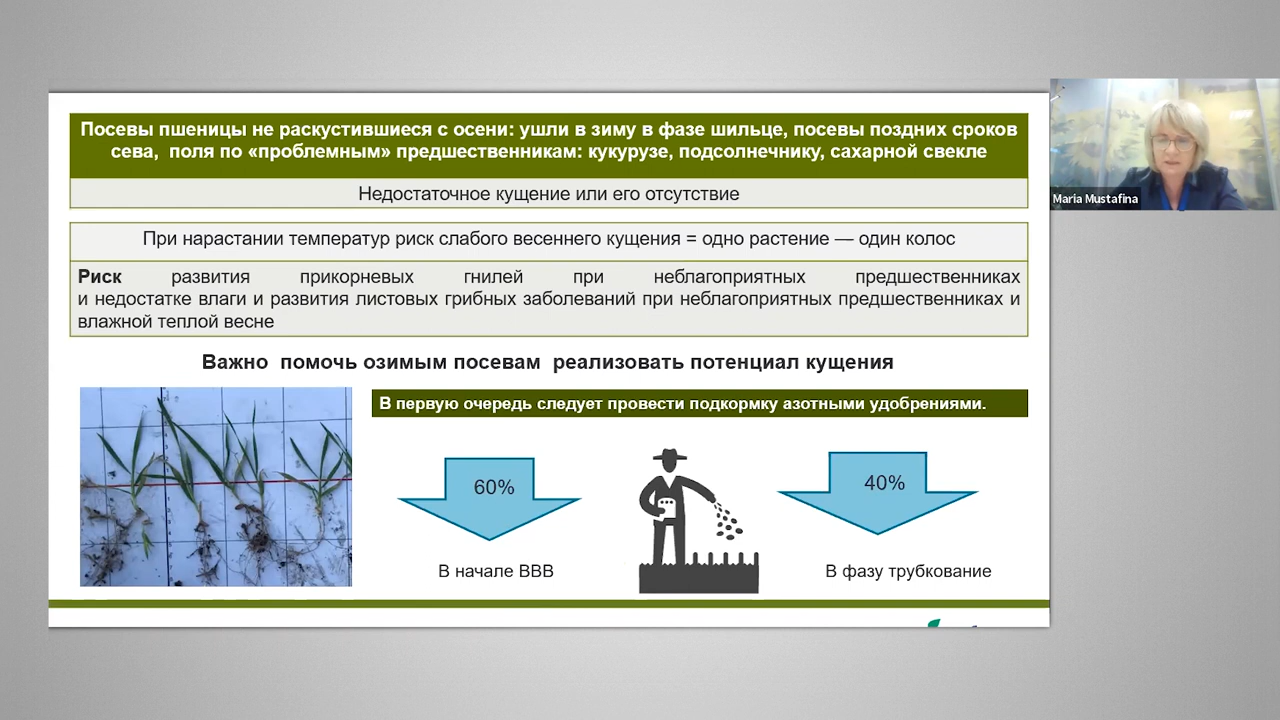 Посевы пшеницы не раскустившиеся с осени: ушли в зиму в фазе шильце, посевы поздних сроков
сева, поля по «проблемным» предшественникам: кукурузе, подсолнечнику, сахарной свекле
Недостаточное кущение или его отсутствие
При нарастании температур риск слабого весеннего кущения = одно растение — один колос
Риск развития прикорневых гнилей при неблагоприятных предшественниках
и недостатке влаги и развития листовых грибных заболеваний при неблагоприятных предшественниках и
влажной теплой весне
Важно помочь озимым посевам реализовать потенциал кущения
В первую очередь следует провести подкормку азотными удобрениями.
60%
40%
В начале ВВВ
В фазу трубкование
Maria Mustafina